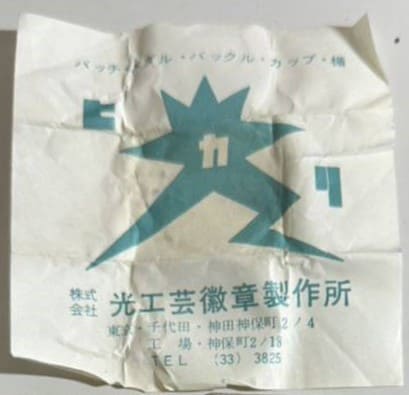 バッチ・メダル・バックル・カップ・楯
ヒカリ
株式会社 光工芸徽章製作所
東京・千代田・神田神保町2/4
工場・神保町2/18
TEL (33) 3825